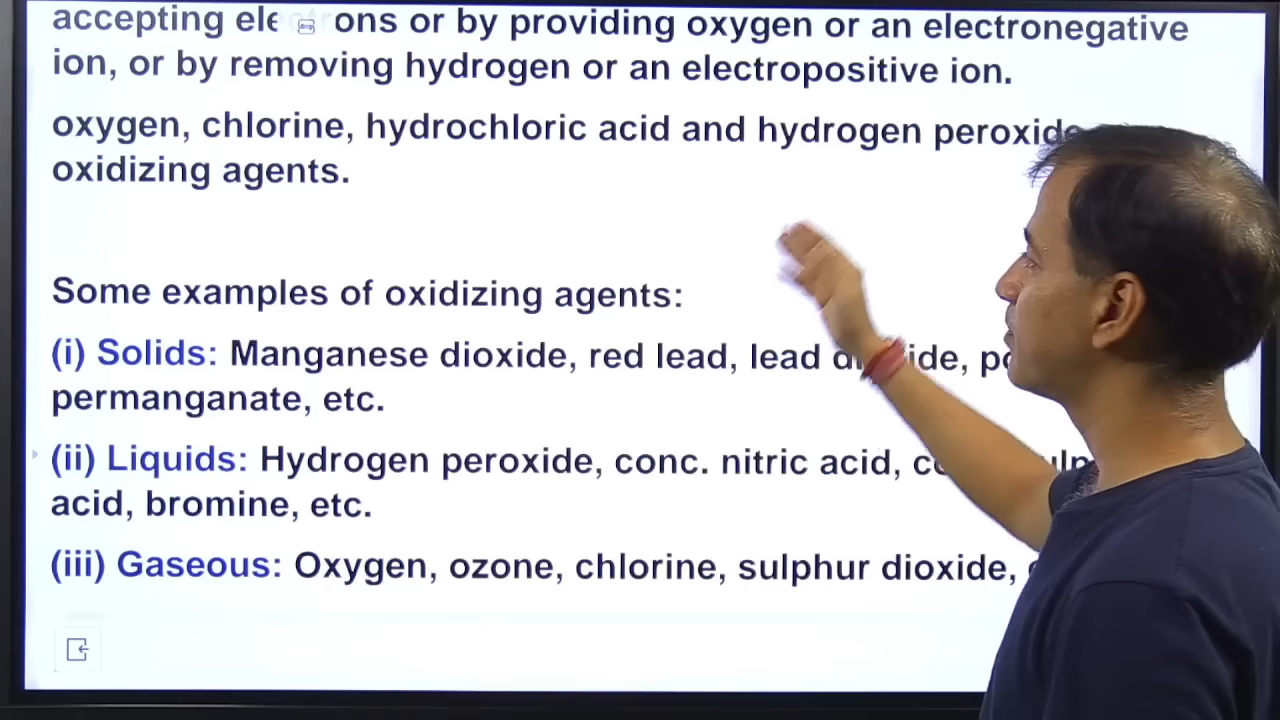 accepting ons or by providing oxygen or an electronegative
ion, or by removing hydrogen or an electropositive ion.
oxygen, chlorine, hydrochloric acid and hydrogen peroxide
oxidizing agents.
Some examples of oxidizing agents:
(i) Solids: Manganese dioxide, red lead, lead
permanganate, etc.
(ii) Liquids: Hydrogen peroxide, conc. nitric acid,
acid, bromine, etc.
(iii) Gaseous: Oxygen, ozone, chlorine, sulphur dioxide,